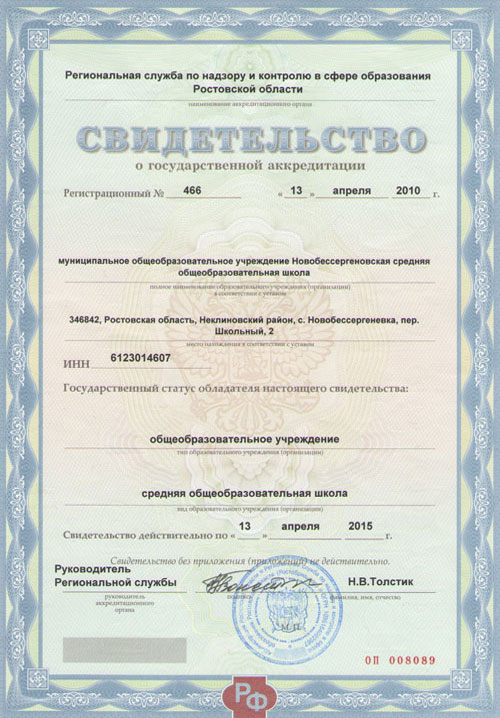 Региональная служба по надзору и контролю в сфере образования
Ростовской области
наименование аккредитационного органа
СВИДЕТЕЛЬСТВО
о государственной аккредитации
Регистрационный № 466 « 13 » апреля 2010 г.
муниципальное общеобразовательное учреждение Новобессергеновская средняя
общеобразовательная школа
полное наименование образовательного учреждения (организации)
в соответствии с уставом
346842, Ростовская область, Неклиновский район, с. Новобессергеневка, пер.
Школьный, 2
место нахождения в соответствии с уставом
ИНН 6123014607
Государственный статус обладателя настоящего свидетельства:
общеобразовательное учреждение
тип образовательного учреждения (организации)
средняя общеобразовательная школа
вид образовательного учреждения (организации)
Свидетельство действительно по « 13 » апреля 2015 г.
Свидетельство без приложения (приложений) не действительно.
Руководитель
Региональной службы Н.В.Толстик
руководитель
аккредитационного
органа
подпись
фамилия, имя, отчество
М.П.
ОП 008089
РФ